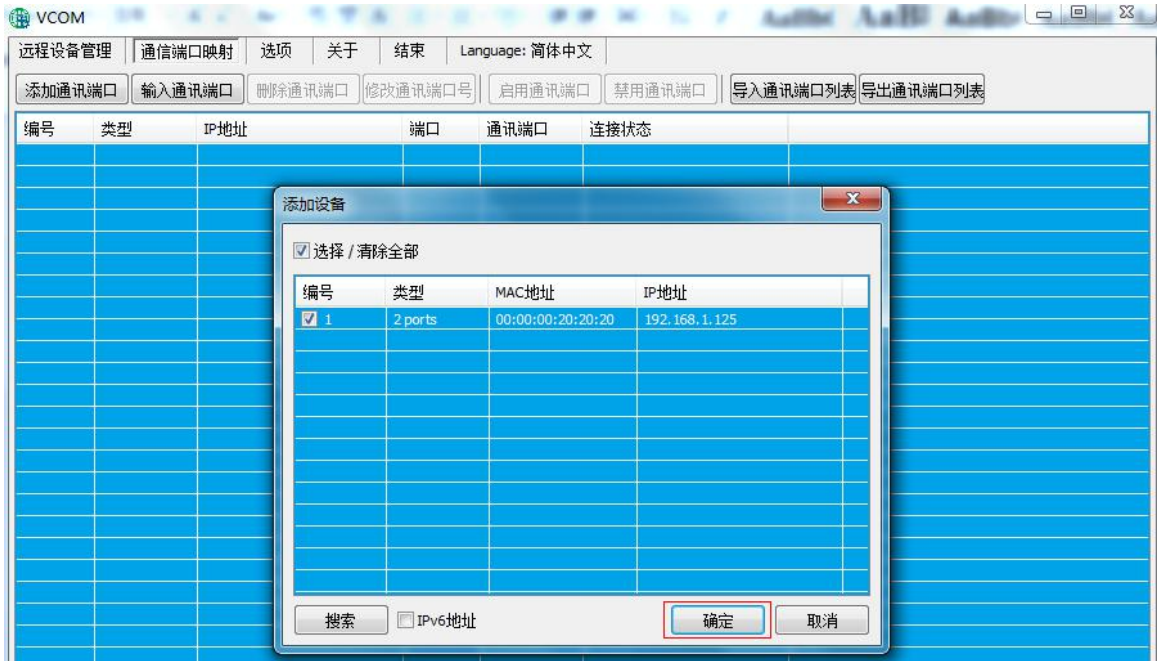 VCOM
远程设备管理 通信端口映射 选项 关于 结束 Language: 简体中文
添加通讯端口 输入通讯端口 删除通讯端口 修改通讯端口号 启用通讯端口 禁用通讯端口 导入通讯端口列表 导出通讯端口列表
编号 类型 IP地址 端口 通讯端口 连接状态
添加设备
选择 / 清除全部
编号 类型 MAC地址 IP地址
1 2 ports 00:00:00:20:20:20 192.168.1.125
搜索 IPv6地址 确定 取消